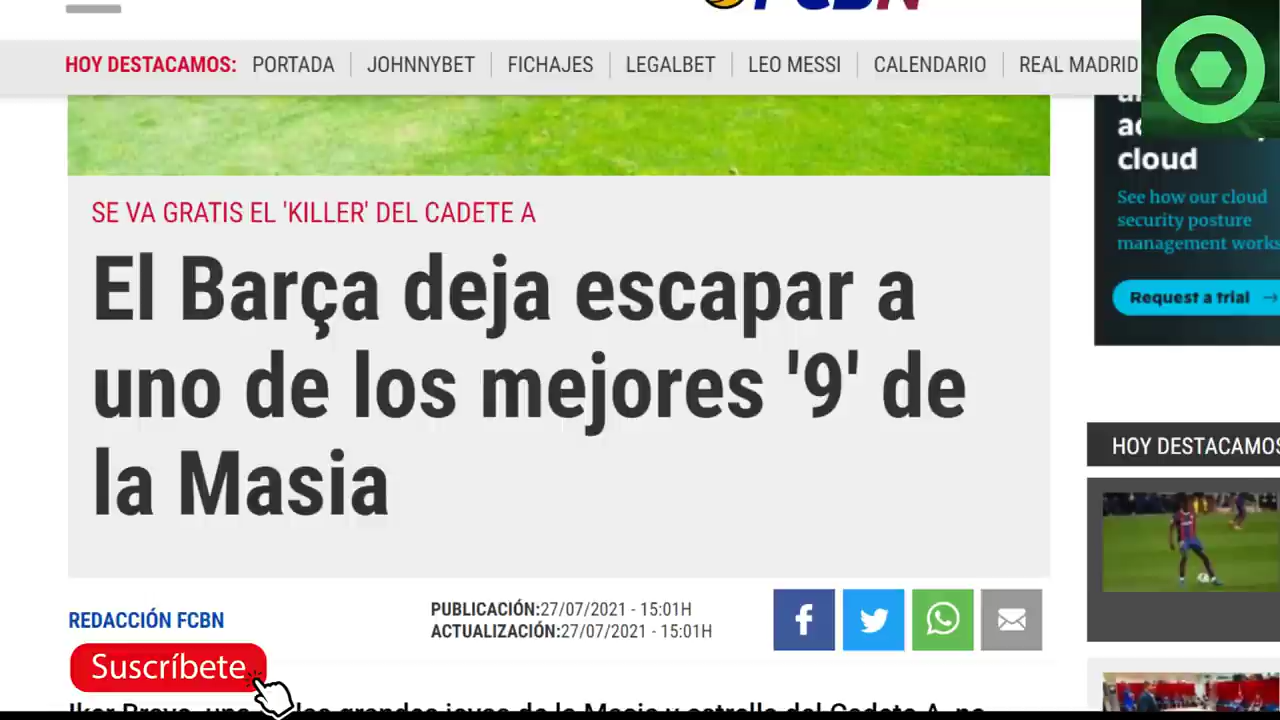 FCBN
HOY DESTACAMOS: PORTADA JOHNNYBET FICHAJES LEGALBET LEO MESSI CALENDARIO REAL MADRID
cloud
See how our cloud
security posture
management works
Request a trial →
SE VA GRATIS EL 'KILLER' DEL CADETE A
El Barça deja escapar a
uno de los mejores '9' de
la Masia
HOY DESTACAMOS
REDACCIÓN FCBN
PUBLICACIÓN:27/07/2021 - 15:01H
ACTUALIZACIÓN:27/07/2021 - 15:01H
Suscríbete